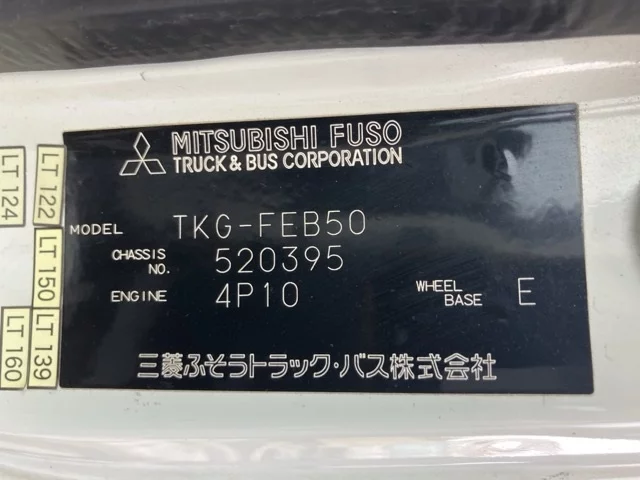 MITSUBISHI FUSO
TRUCK & BUS CORPORATION
MODEL TKG-FEB50
CHASSIS NO. 520395
ENGINE 4P10 WHEEL BASE E
三菱ふそうトラック・バス株式会社
LT 124
LT 122
LT 150
LT 160
LT 139